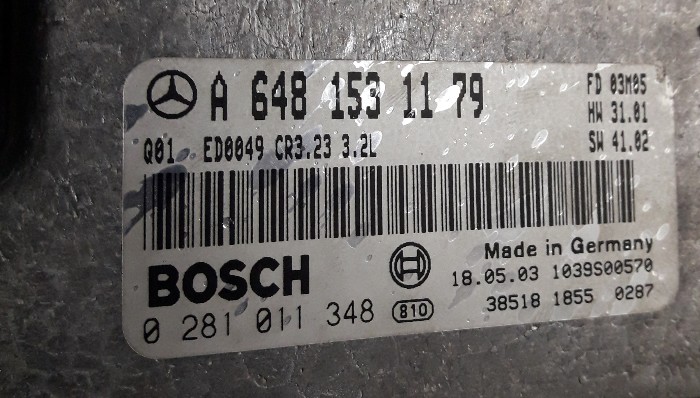 A 648 153 11 79
FD 03M05
HW 31.01
Q01 ED0049 CR3.23 3.2L
SW 41.02
BOSCH
Made in Germany
18.05.03 1039S00570
0 281 011 348
810
38518 1855 0287